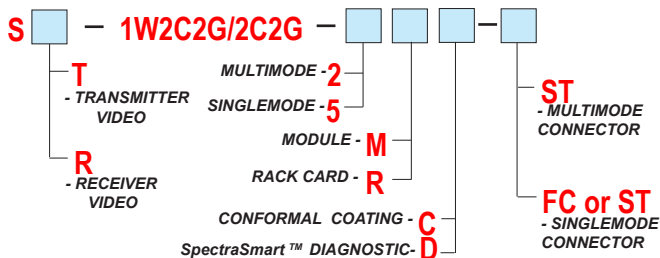 S – 1W2C2G/2C2G – –
T
- TRANSMITTER
VIDEO
R
- RECEIVER
VIDEO
MULTIMODE - 2
SINGLEMODE - 5
MODULE - M
RACK CARD - R
CONFORMAL COATING - C
SpectraSmart ™ DIAGNOSTIC- D
ST
- MULTIMODE
CONNECTOR
FC or ST
- SINGLEMODE
CONNECTOR